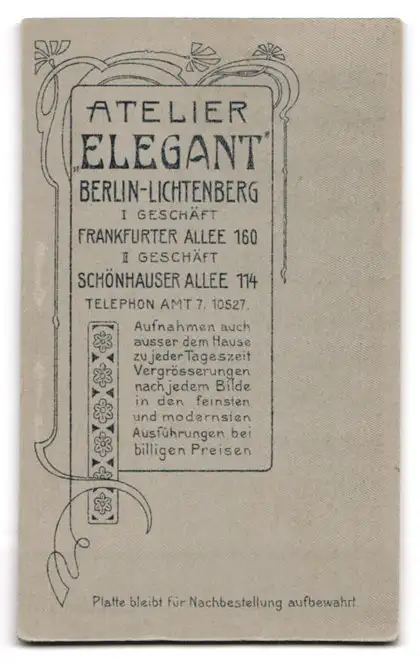 ATELIER
„ELEGANT"
BERLIN-LICHTENBERG
I GESCHÄFT
FRANKFURTER ALLEE 160
II GESCHÄFT
SCHÖNHAUSER ALLEE 114
TELEPHON AMT 7. 10527.
Aufnahmen auch
ausser dem Hause
zu jeder Tageszeit
Vergrösserungen
nach jedem Bilde
in den feinsten
und modernsten
Ausführungen bei
billigen Preisen
Platte bleibt für Nachbestellung aufbewahrt.